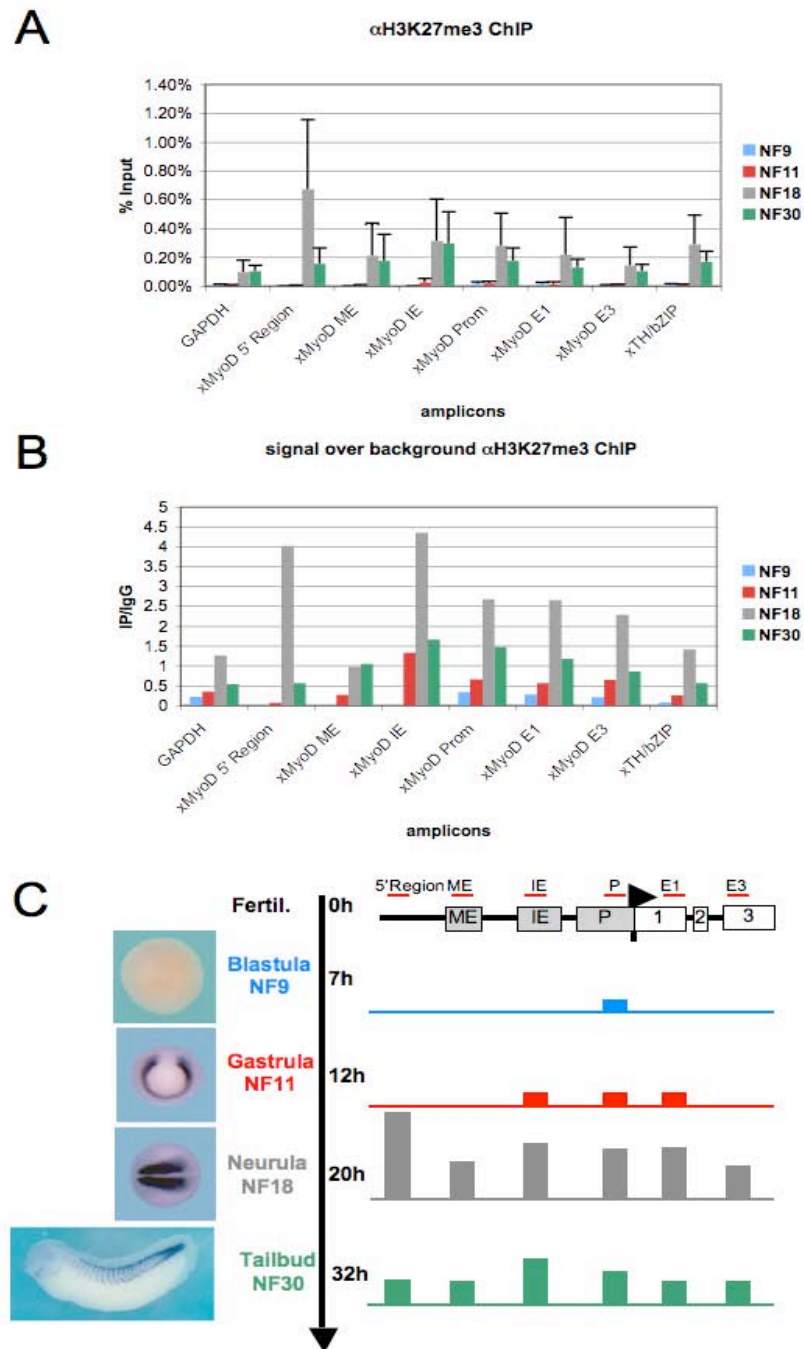 A
αH3K27me3 ChIP
1.40%
1.20%
1.00%
0.80%
0.60%
0.40%
0.20%
0.00%
% Input
NF9
NF11
NF18
NF30
GAPDH
xMyoD 5' Region
xMyoD ME
xMyoD IE
xMyoD Prom
xMyoD E1
xMyoD E3
xTH/bZIP
amplicons
B
signal over background αH3K27me3 ChIP
5
4.5
4
3.5
3
2.5
2
1.5
1
0.5
0
IP/IgG
NF9
NF11
NF18
NF30
GAPDH
xMyoD 5' Region
xMyoD ME
xMyoD IE
xMyoD Prom
xMyoD E1
xMyoD E3
xTH/bZIP
amplicons
C
Fertil. 0h
5'Region ME IE P E1 E3
ME IE P 1 2 3
Blastula
NF9
7h
Gastrula
NF11
12h
Neurula
NF18
20h
Tailbud
NF30
32h